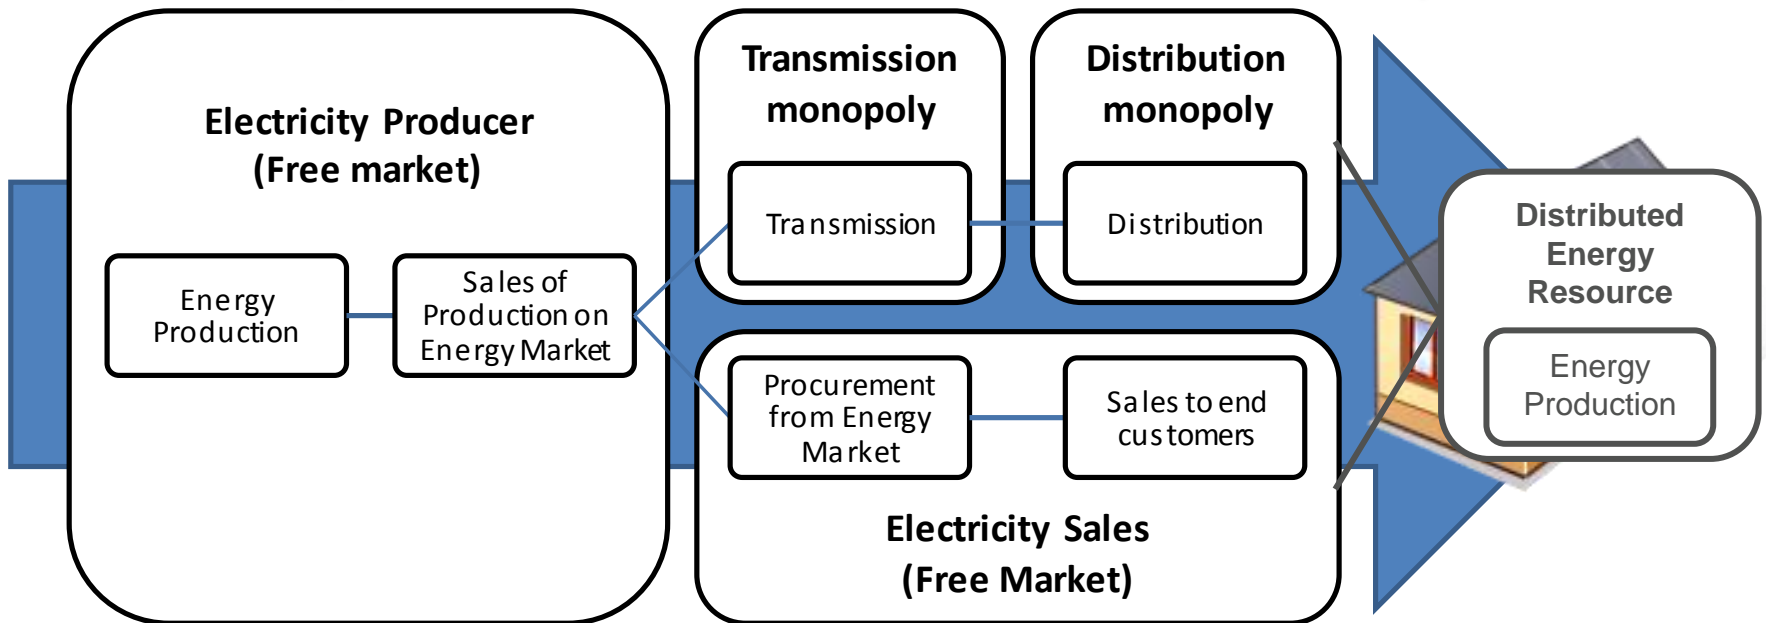 Electricity Producer
(Free market)
Energy
Production
Sales of
Production on
Energy Market
Transmission
monopoly
Transmission
Distribution
monopoly
Distribution
Procurement
from Energy
Market
Sales to end
customers
Electricity Sales
(Free Market)
Distributed
Energy
Resource
Energy
Production